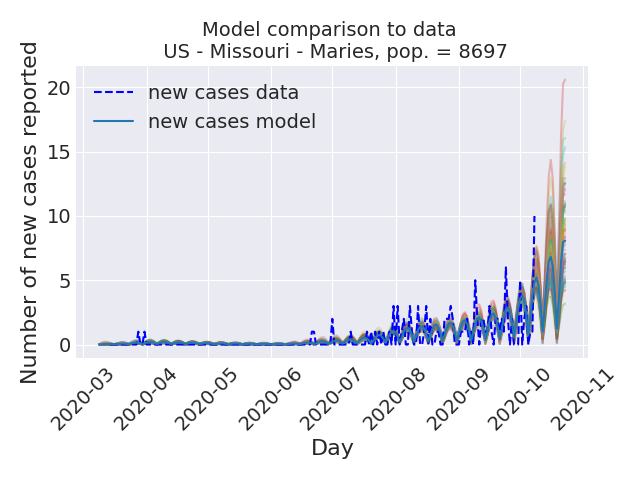 Model comparison to data
US - Missouri - Maries, pop. = 8697
Number of new cases reported
20
15
10
5
0
new cases data
new cases model
2020-03
2020-04
2020-05
2020-06
2020-07
2020-08
2020-09
2020-10
2020-11
Day